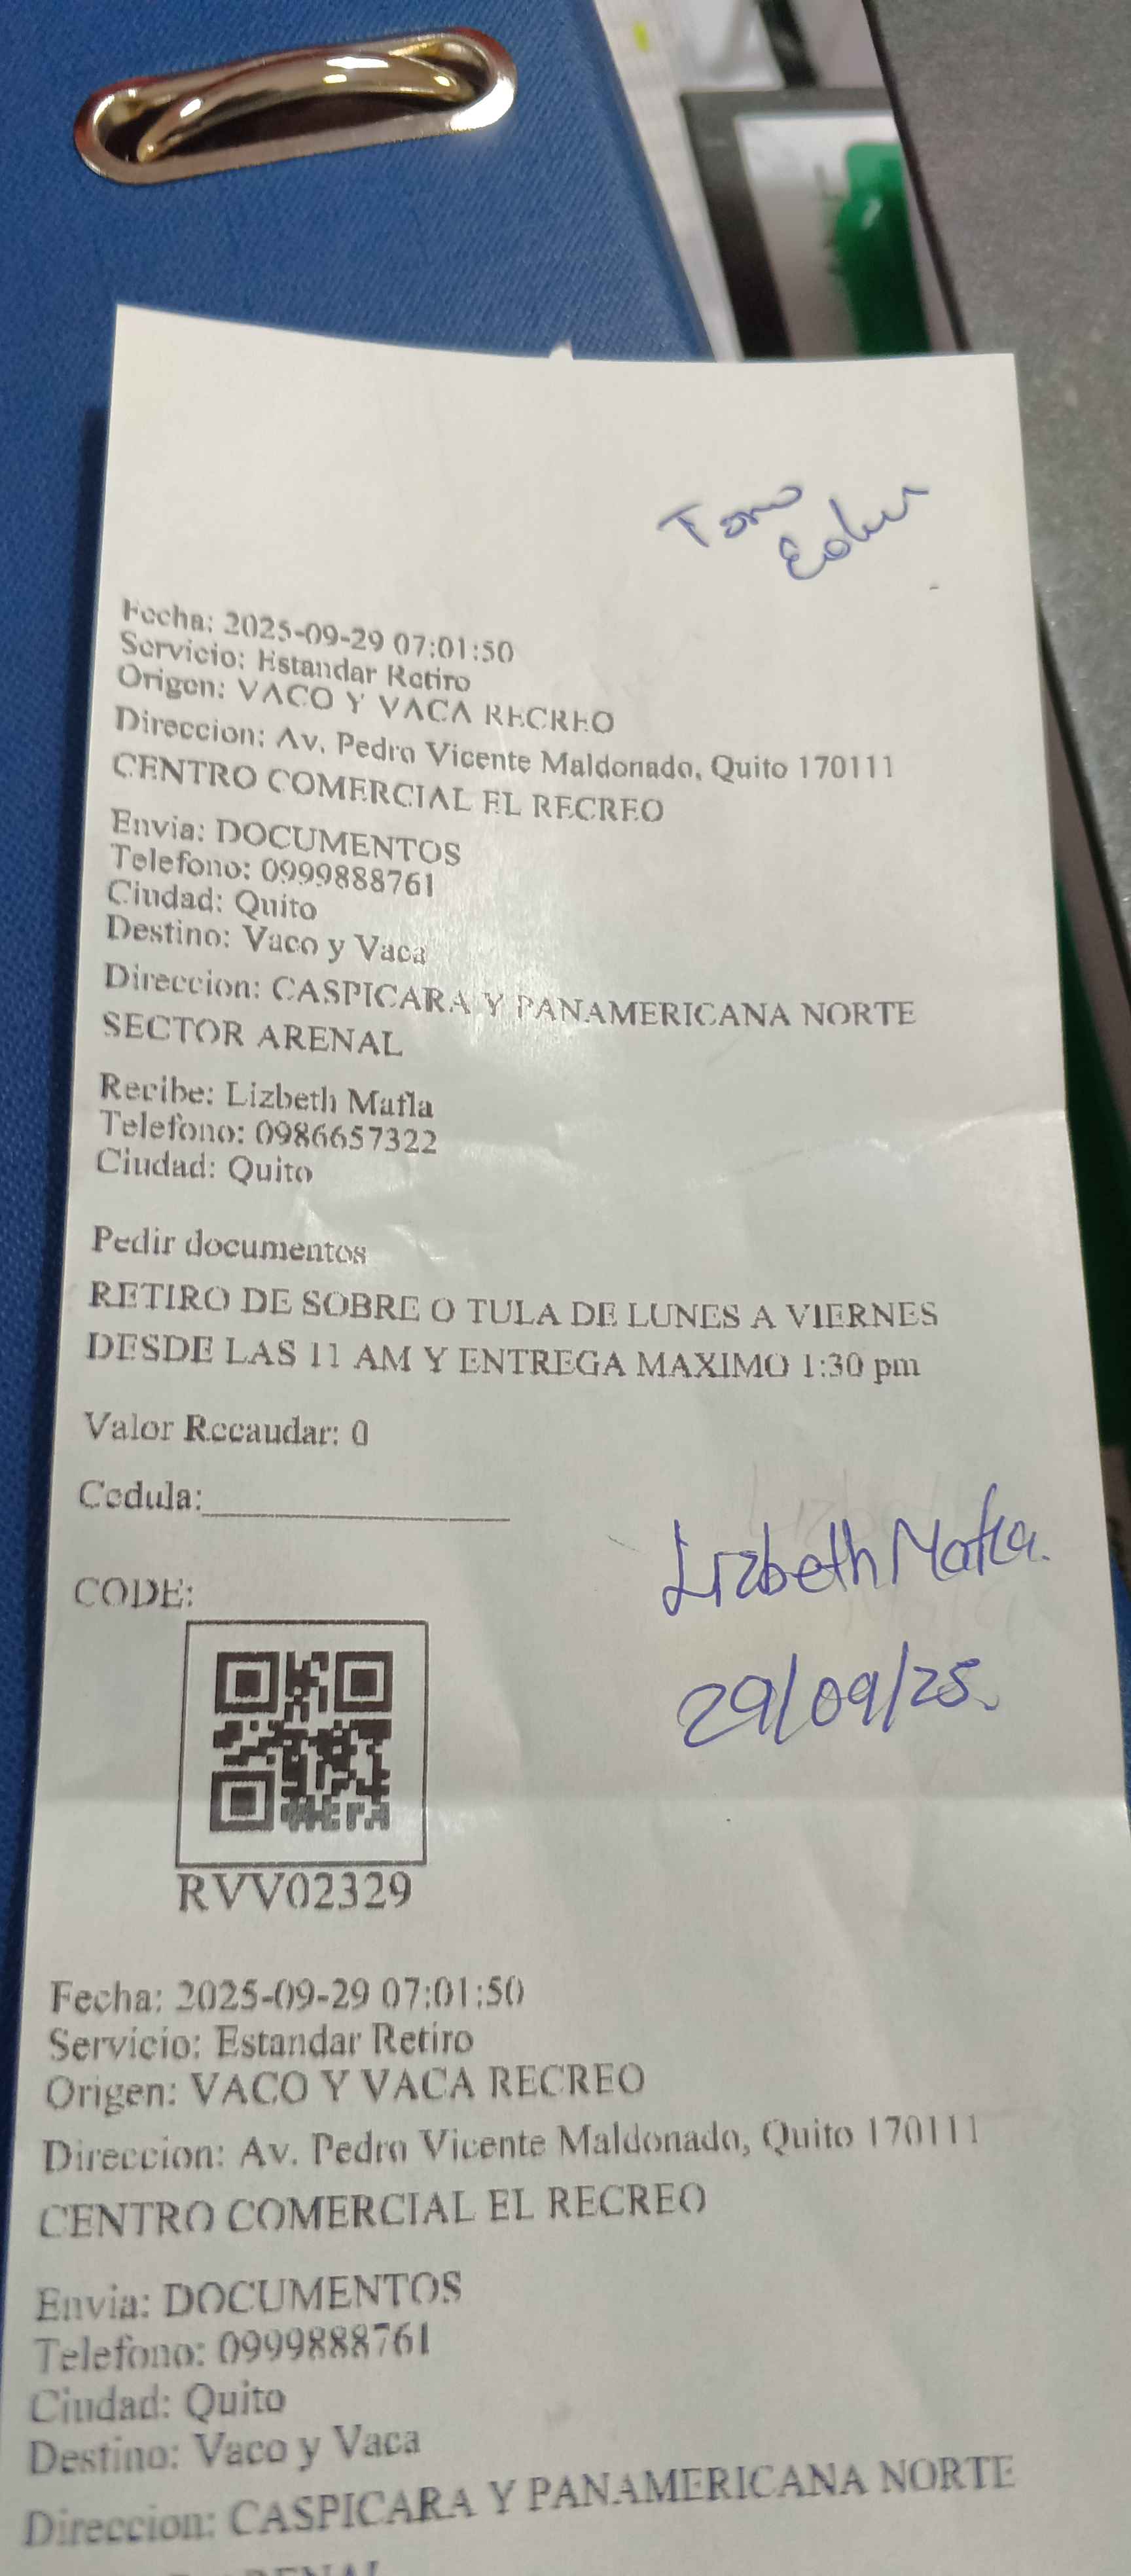 Fecha: 2025-09-29 07:01:50
Servicio: Estandar Retiro
Origen: VACO Y VACA RECREO
Direccion: Av. Pedro Vicente Maldonado, Quito 170111
CENTRO COMERCIAL EL RECREO
Envia: DOCUMENTOS
Telefono: 0999888761
Ciudad: Quito
Destino: Vaco y Vaca
Direccion: CASPICARA Y PANAMERICANA NORTE
SECTOR ARENAL
Recibe: Lizbeth Mafla
Telefono: 0986657322
Ciudad: Quito
Pedir documentos
RETIRO DE SOBRE O TULA DE LUNES A VIERNES
DESDE LAS 11 AM Y ENTREGA MAXIMO 1:30 pm
Valor Recaudar: 0
Cedula:
Lizbeth Mafla.
CODE:
29/09/25.
RVV02329
Fecha: 2025-09-29 07:01:50
Servicio: Estandar Retiro
Origen: VACO Y VACA RECREO
Direccion: Av. Pedro Vicente Maldonado, Quito 170111
CENTRO COMERCIAL EL RECREO
Envia: DOCUMENTOS
Telefono: 0999888761
Ciudad: Quito
Destino: Vaco y Vaca
Direccion: CASPICARA Y PANAMERICANA NORTE
ARENAL